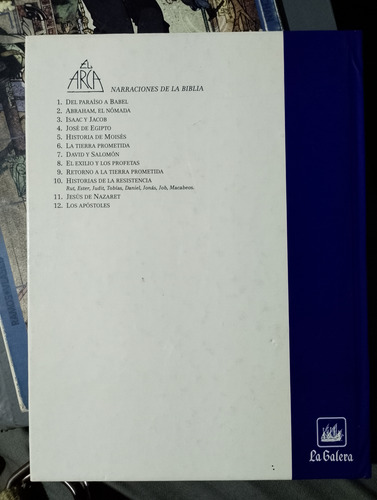 EL
ARCA
NARRACIONES DE LA BIBLIA
1. DEL PARAÍSO A BABEL
2. ABRAHAM, EL NÓMADA
3. ISAAC Y JACOB
4. JOSÉ DE EGIPTO
5. HISTORIA DE MOISÉS
6. LA TIERRA PROMETIDA
7. DAVID Y SALOMÓN
8. EL EXILIO Y LOS PROFETAS
9. RETORNO A LA TIERRA PROMETIDA
10. HISTORIAS DE LA RESISTENCIA
Rut, Ester, Judit, Tobías, Daniel, Jonás, Job, Macabeos.
11. JESÚS DE NAZARET
12. LOS APÓSTOLES
La Galera